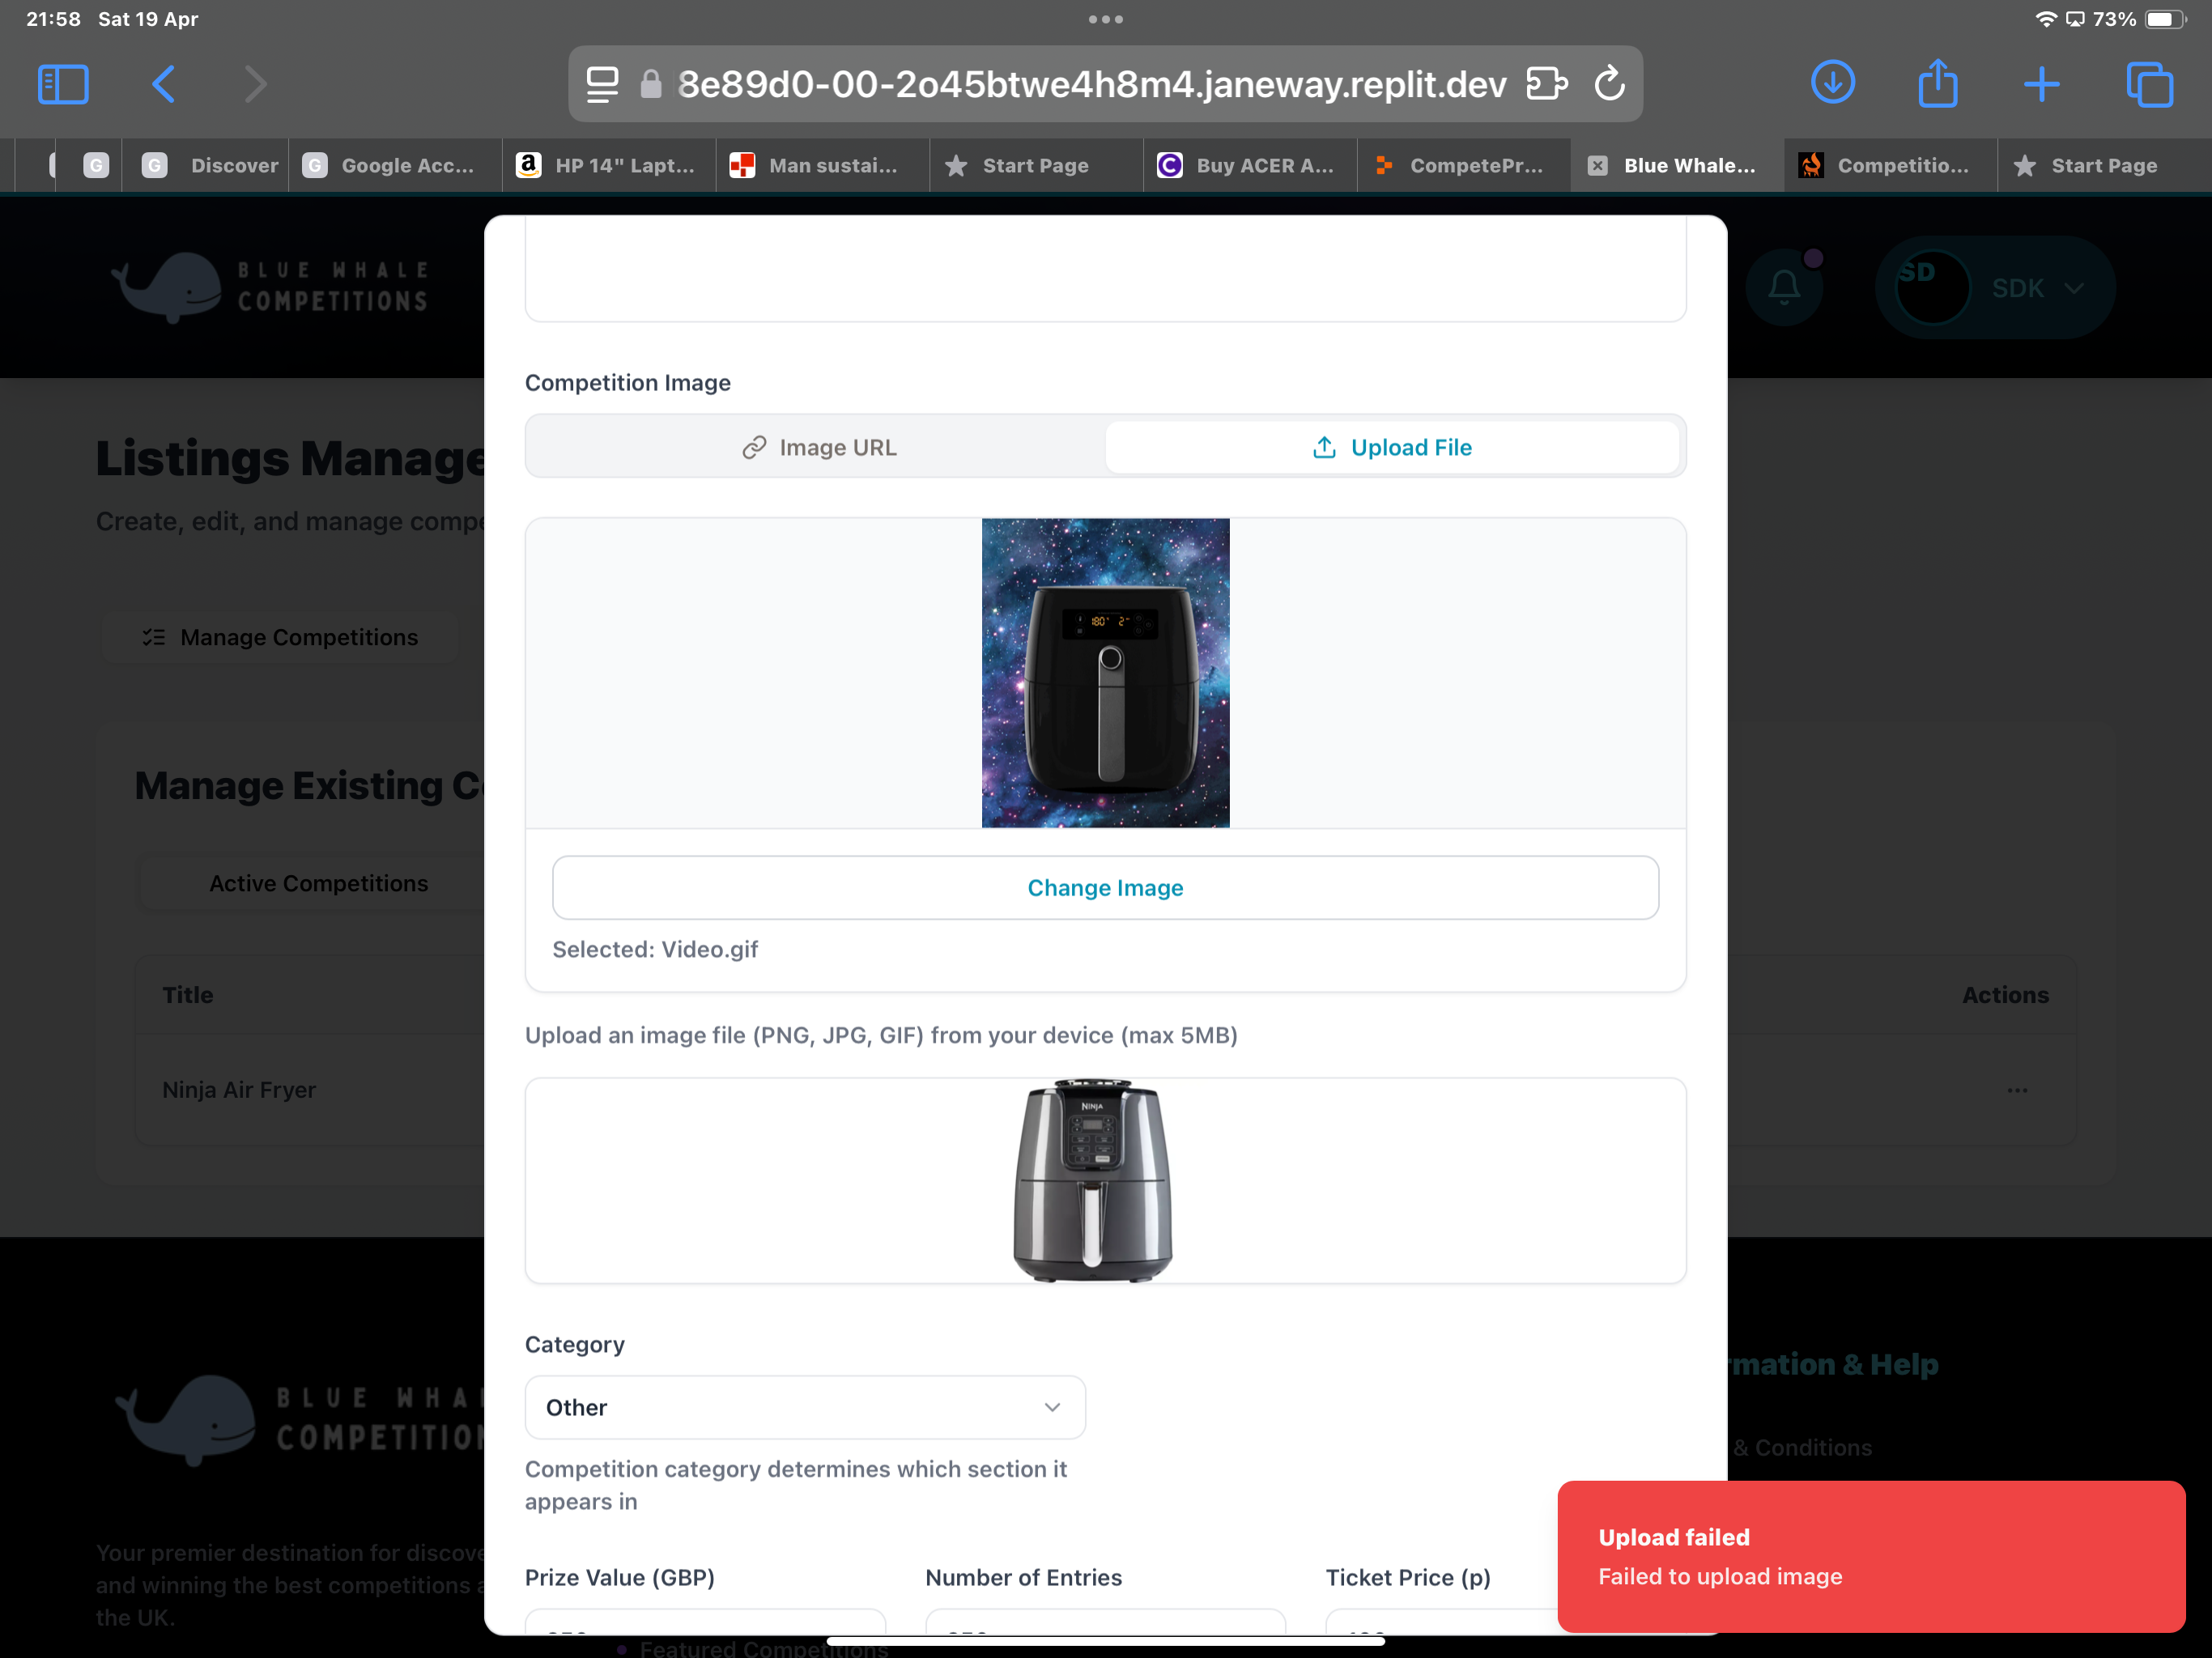 21:58 Sat 19 Apr
73%
8e89d0-00-2o45btwe4h8m4.janeway.replit.dev
G
G Discover
G Google Acc...
a HP 14" Lapt...
Man sustai...
Start Page
C Buy ACER A...
CompetePr...
Blue Whale...
Competitio...
Start Page
BLUE WHALE
COMPETITIONS
SD
SDK
Listings Manage
Create, edit, and manage compe
Manage Competitions
Manage Existing C
Active Competitions
Title
Actions
Ninja Air Fryer
...
Competition Image
Image URL
Upload File
180°
Change Image
Selected: Video.gif
Upload an image file (PNG, JPG, GIF) from your device (max 5MB)
NINJA
Category
Other
Competition category determines which section it
appears in
Prize Value (GBP)
Number of Entries
Ticket Price (p)
BLUE WHA
COMPETITIO
Your premier destination for discove
and winning the best competitions a
the UK.
Featured Competitions
rmation & Help
& Conditions
Upload failed
Failed to upload image